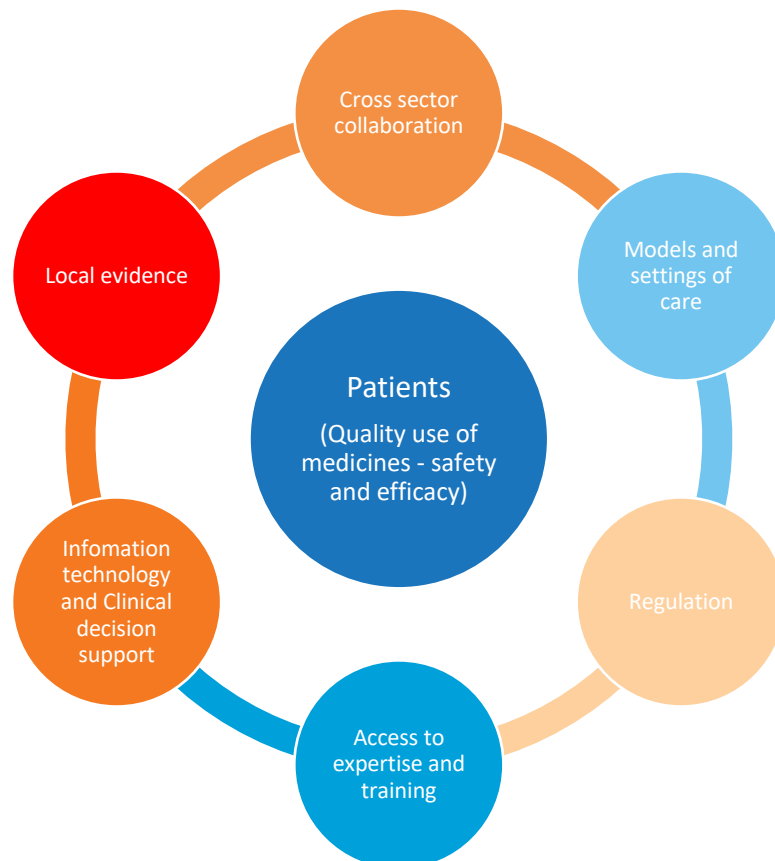 Cross sector
collaboration
Models and
settings of
care
Regulation
Access to
expertise and
training
Infomation
technology
and Clinical
decision
support
Local evidence
Patients
(Quality use of
medicines - safety
and efficacy)